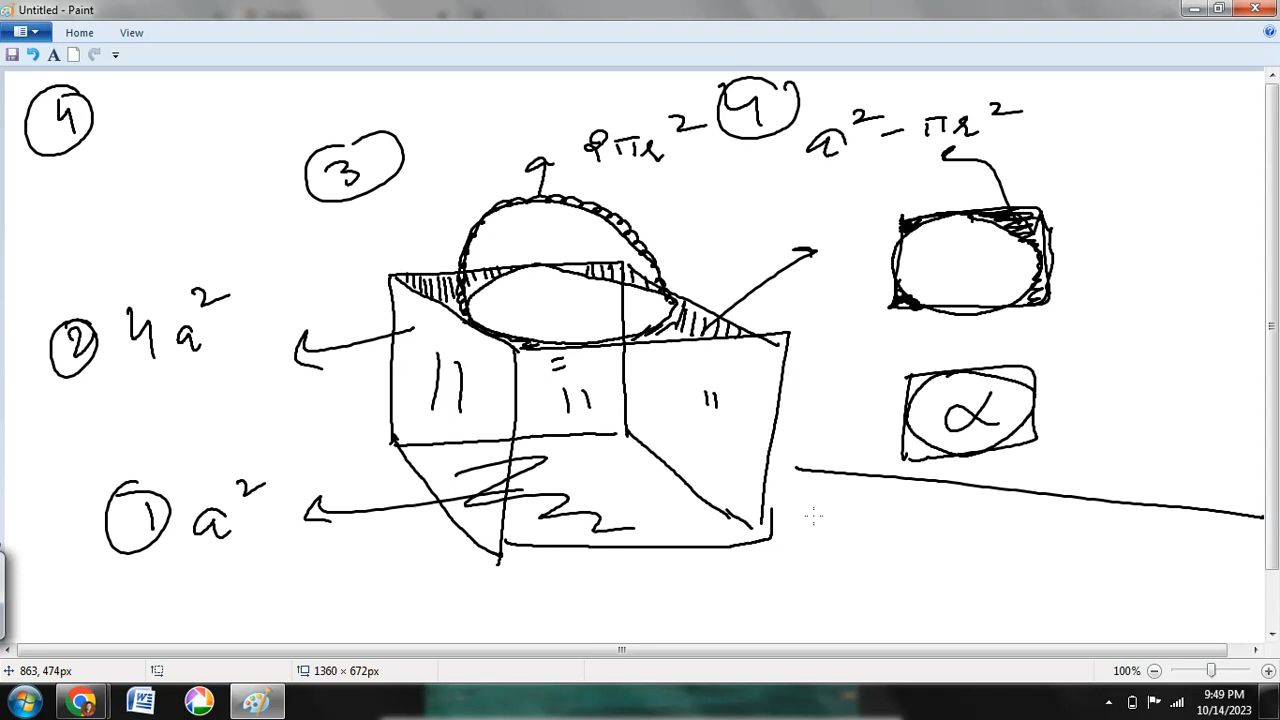 Untitled - Paint
Home
View
A
4
3
2πr²
4
a² - πr²
2 4a²
α
1 a²
863, 474px
1360 × 672px
100%
9:49 PM
10/14/2023